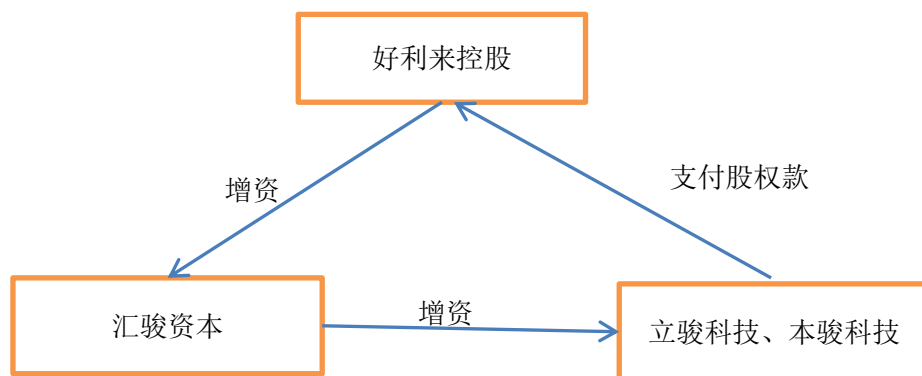 好利来控股
支付股权款
增资
增资
汇骏资本
立骏科技、本骏科技